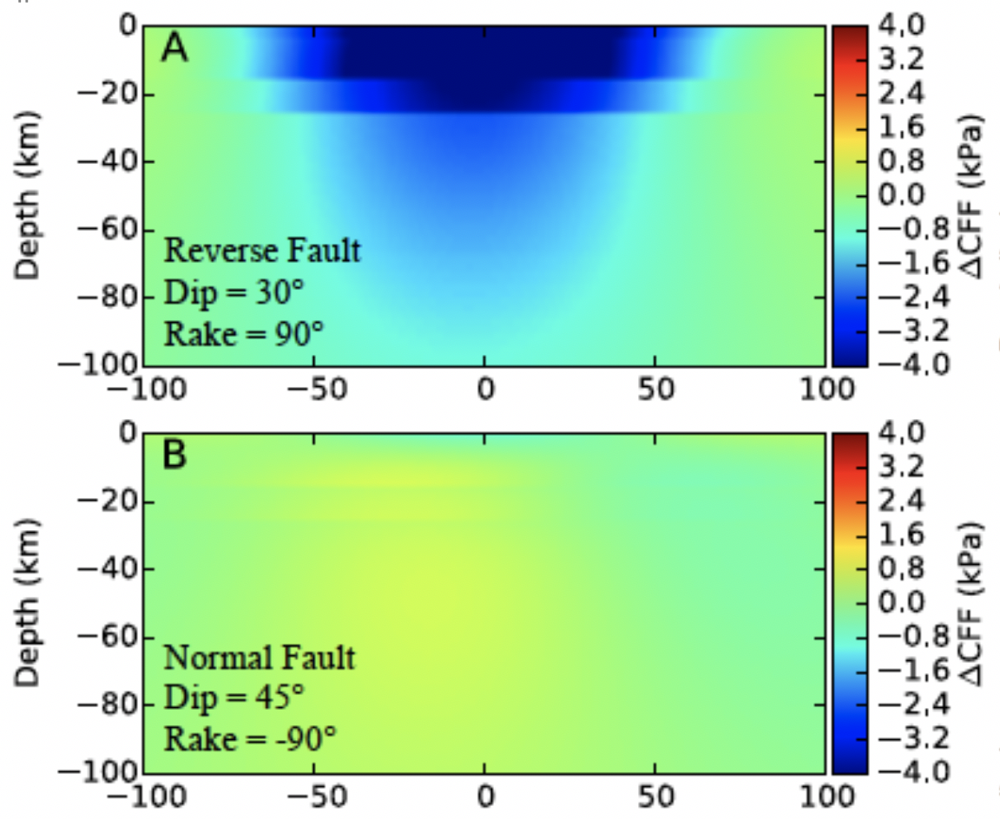 A
Reverse Fault
Dip = 30°
Rake = 90°
Depth (km)
0
−20
−40
−60
−80
−100
−100 −50 0 50 100
4.0
3.2
2.4
1.6
0.8
0.0
−0.8
−1.6
−2.4
−3.2
−4.0
ΔCFF (kPa)
B
Normal Fault
Dip = 45°
Rake = -90°
Depth (km)
0
−20
−40
−60
−80
−100
−100 −50 0 50 100
4.0
3.2
2.4
1.6
0.8
0.0
−0.8
−1.6
−2.4
−3.2
−4.0
ΔCFF (kPa)